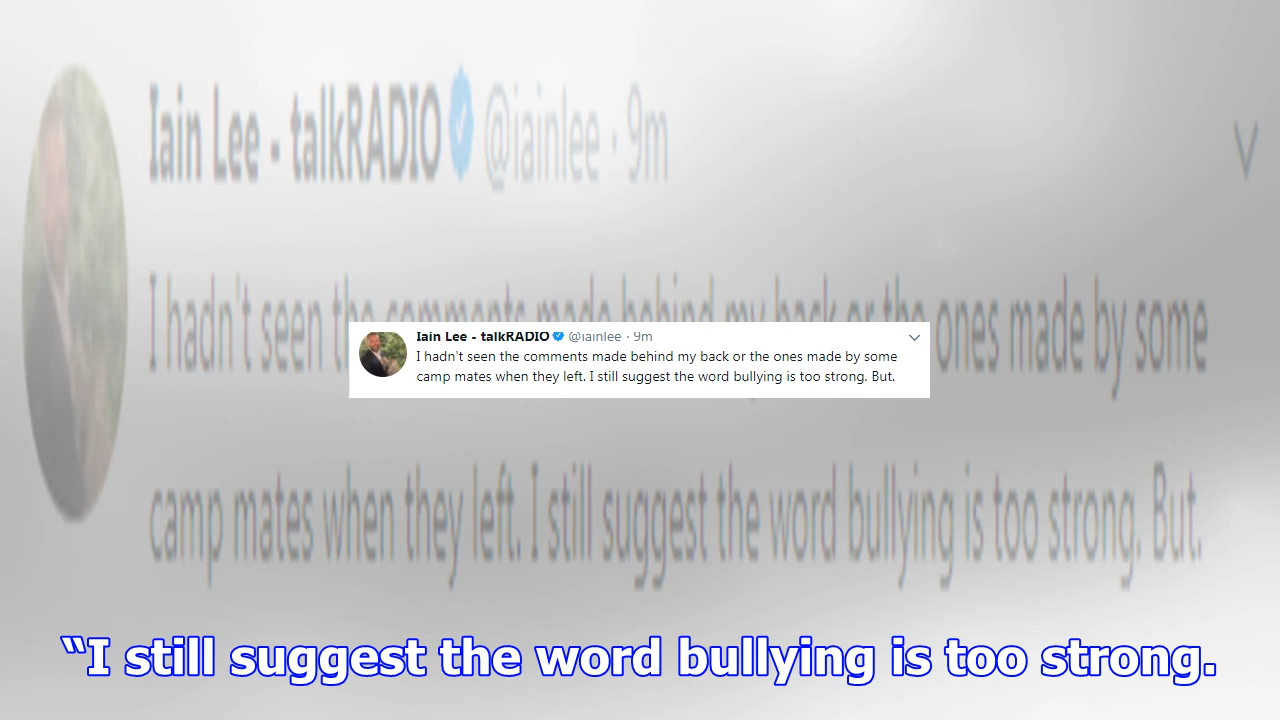 Iain Lee - talkRADIO @iainlee · 9m
I hadn't seen the comments made behind my back or the ones made by some
camp mates when they left. I still suggest the word bullying is too strong. But.
Iain Lee - talkRADIO @iainlee · 9m
I hadn't seen the comments made behind my back or the ones made by some
camp mates when they left. I still suggest the word bullying is too strong. But.
“I still suggest the word bullying is too strong.